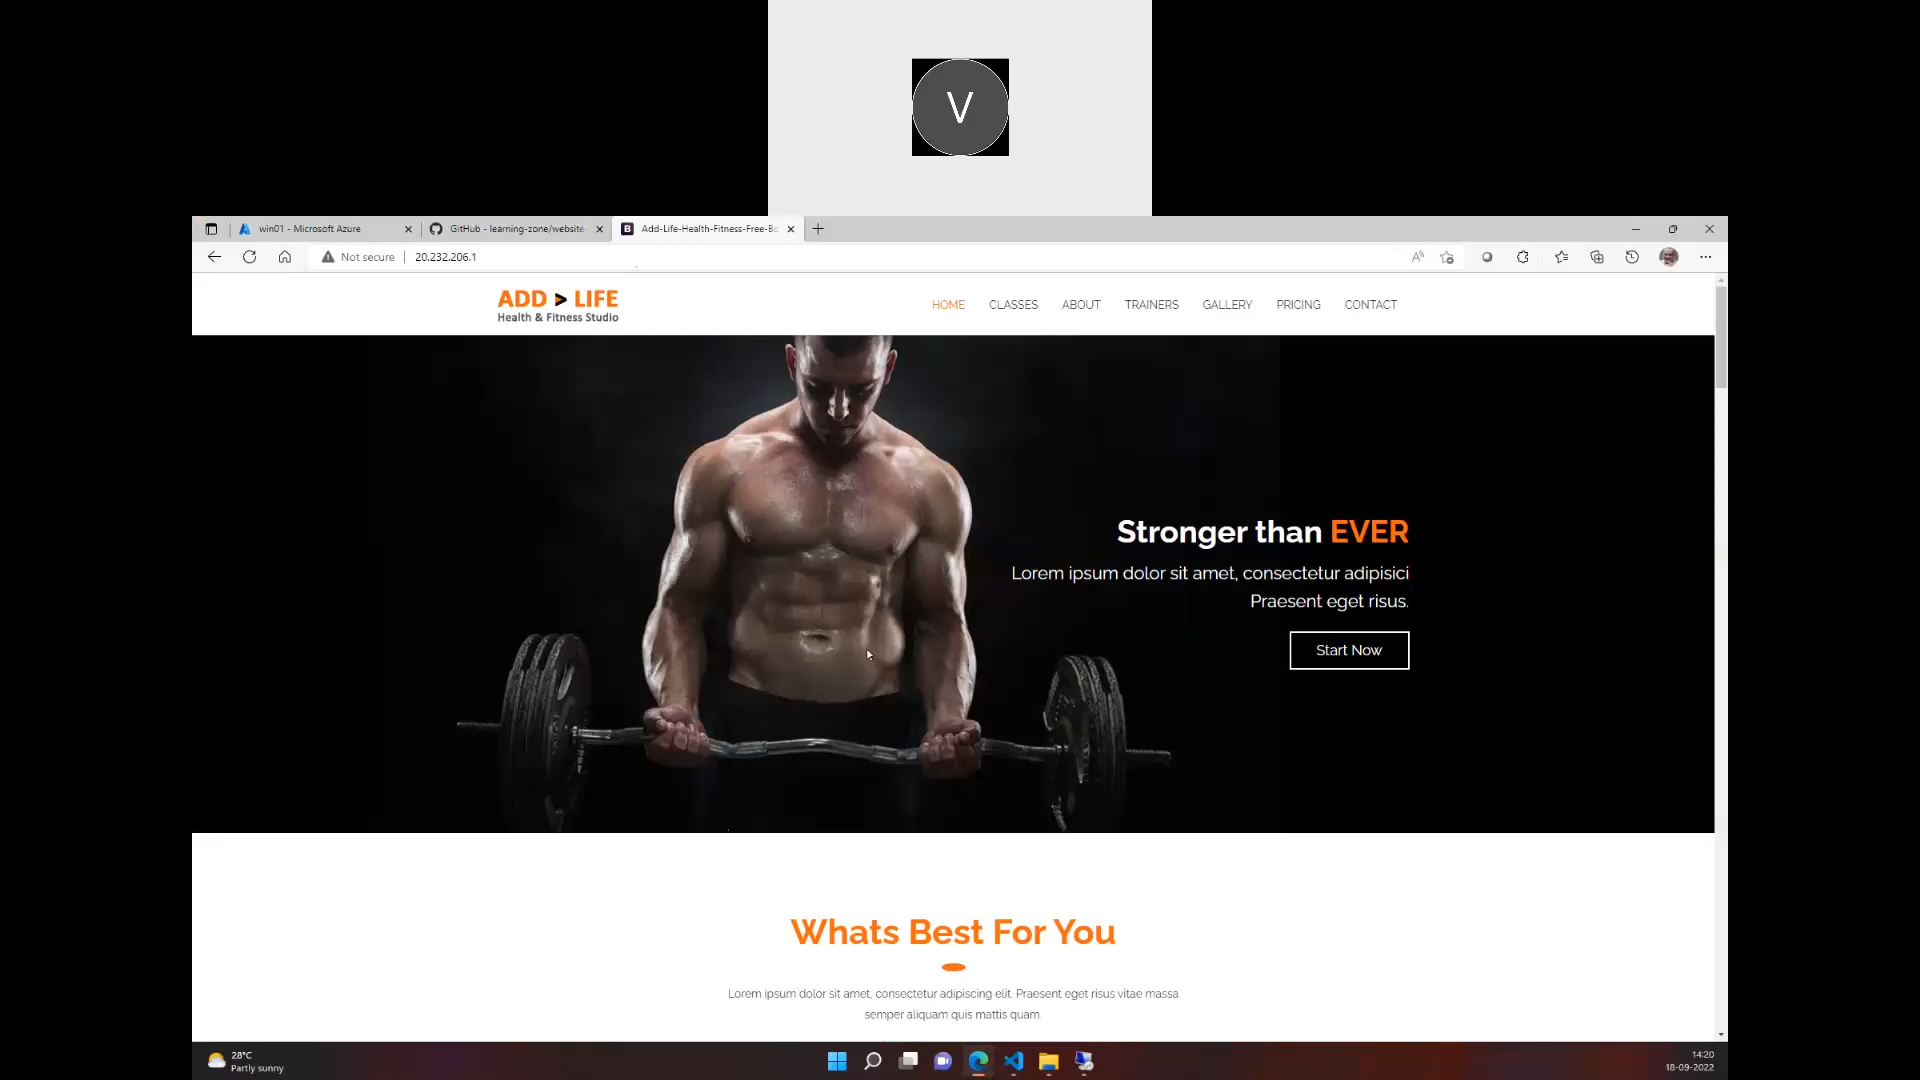 V
win01 - Microsoft Azure
GitHub - learning-zone/website-
Add-Life-Health-Fitness-Free-Bo
Not secure
20.232.206.1
ADD > LIFE
Health & Fitness Studio
HOME CLASSES ABOUT TRAINERS GALLERY PRICING CONTACT
Stronger than EVER
Lorem ipsum dolor sit amet, consectetur adipisici
Praesent eget risus.
Start Now
Whats Best For You
Lorem ipsum dolor sit amet, consectetur adipiscing elit. Praesent eget risus vitae massa
semper aliquam quis mattis quam.
28°C
Partly sunny
14:20
18-09-2022